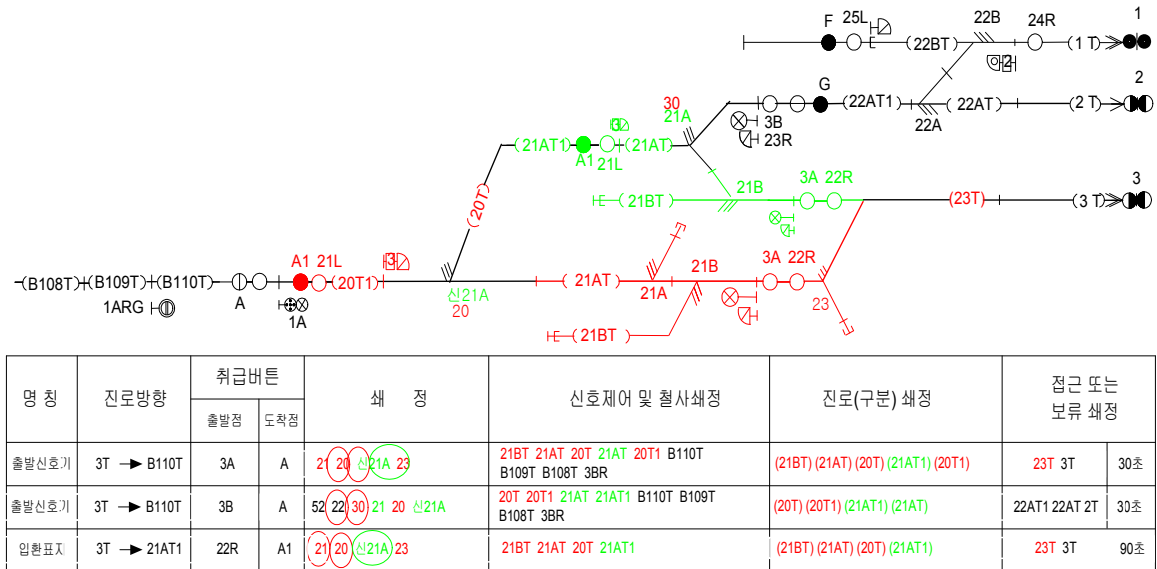 F 25L 22B 24R 1
(22BT) (1 T)
2
G
30
21A
(22AT1) (22AT) (2 T) 2
3B 22A
23R
3
(21AT1) (21AT)
A1 21L
21B 3A 22R 3
(21BT) (23T) (3 T)
(20T)
A1 21L 3
21B 3A 22R
(B108T) (B109T) (B110T) (20T1) (21AT)
1ARG A 1A 신21A 21A 23
20
(21BT)
명 칭 진로방향 취급버튼 쇄 정 신호제어 및 철사쇄정 진로(구분) 쇄정 접근 또는
보류 쇄정
출발점 도착점
출발신호기 3T B110T 3A A 21 20 신21A 23 21BT 21AT 20T 21AT 20T1 B110T (21BT) (21AT) (20T) (21AT1) (20T1) 23T 3T 30초
B109T B108T 3BR
출발신호기 3T B110T 3B A 52 22 30 21 20 신21A 20T 20T1 21AT 21AT1 B110T B109T (20T) (20T1) (21AT1) (21AT) 22AT1 22AT 2T 30초
B108T 3BR
입환표지 3T 21AT1 22R A1 21 20 신21A 23 21BT 21AT 20T 21AT1 (21BT) (21AT) (20T) (21AT1) 23T 3T 90초